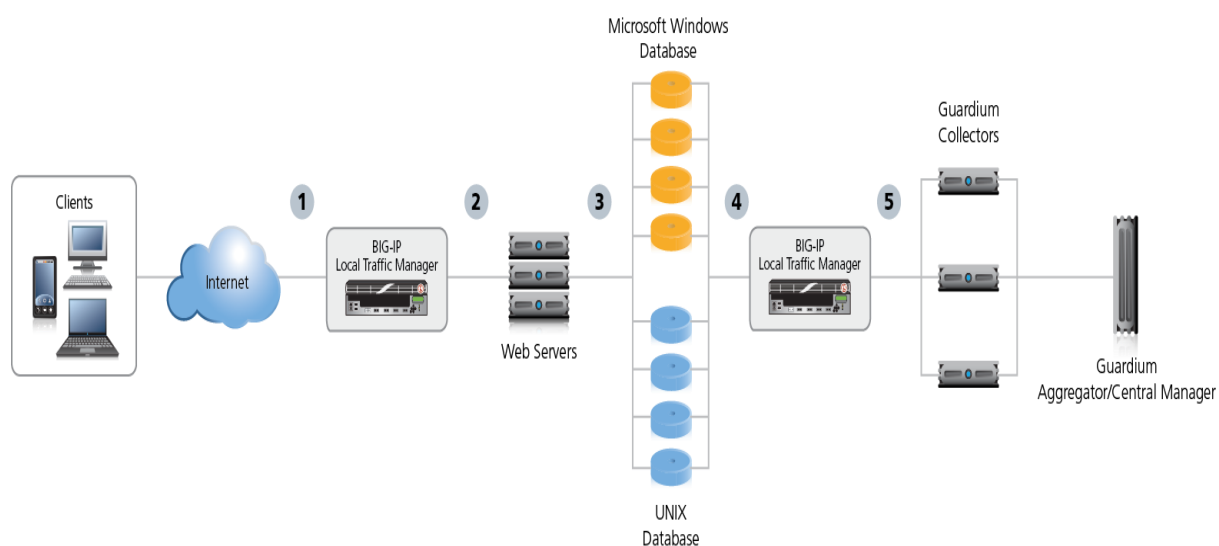 Microsoft Windows
Database
Guardium
Collectors
Clients
1
2
3
4
5
BIG-IP
Local Traffic Manager
BIG-IP
Local Traffic Manager
Internet
Web Servers
Guardium
Aggregator/Central Manager
UNIX
Database